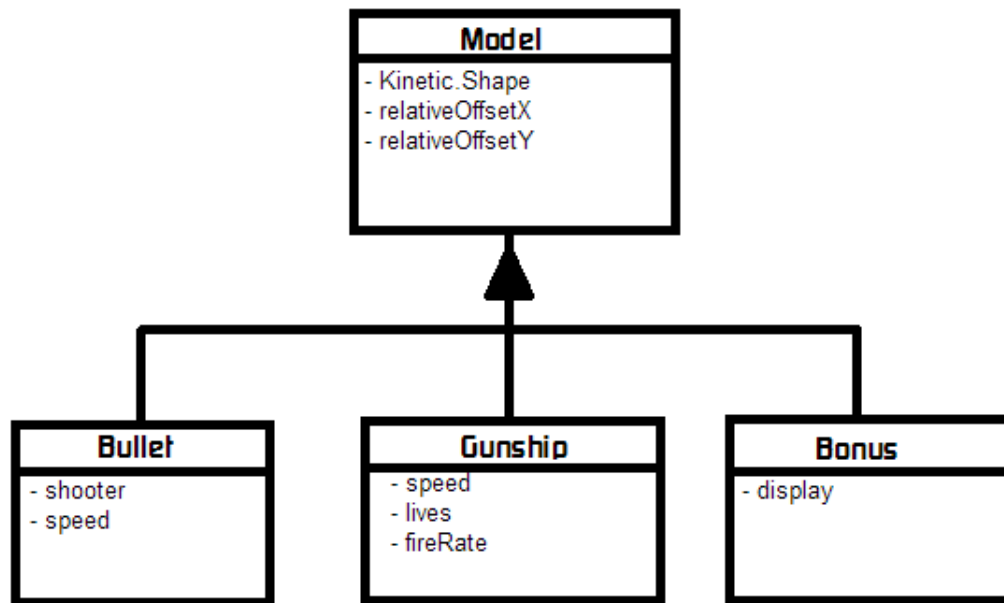 Model
- Kinetic.Shape
- relativeOffsetX
- relativeOffsetY
Bullet
- shooter
- speed
Gunship
- speed
- lives
- fireRate
Bonus
- display